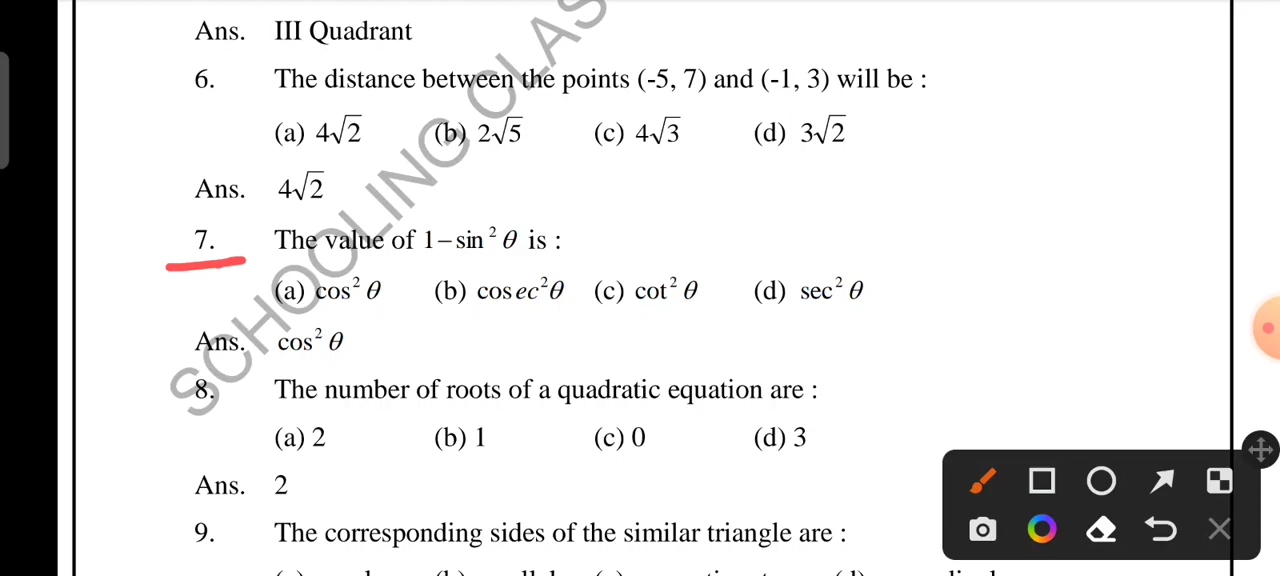 Ans. III Quadrant
6. The distance between the points (-5, 7) and (-1, 3) will be :
(a) 4√2 (b) 2√5 (c) 4√3 (d) 3√2
Ans. 4√2
7. The value of 1−sin² θ is :
(a) cos² θ (b) cosec²θ (c) cot² θ (d) sec² θ
Ans. cos² θ
8. The number of roots of a quadratic equation are :
(a) 2 (b) 1 (c) 0 (d) 3
Ans. 2
9. The corresponding sides of the similar triangle are :
SCHOOLING CLAS